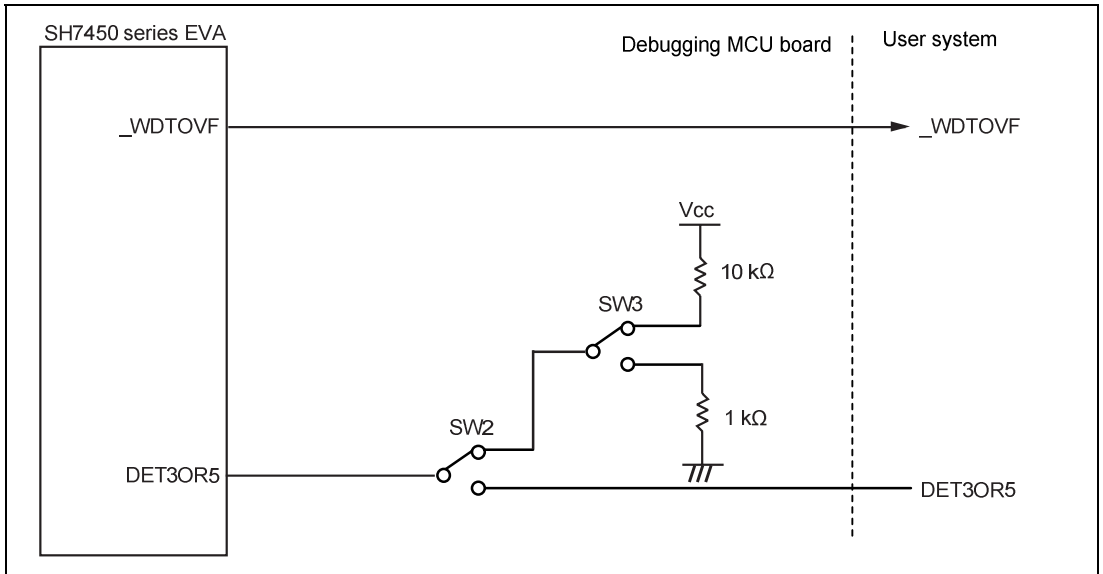 SH7450 series EVA
Debugging MCU board
User system
_WDTOVF
_WDTOVF
Vcc
10 kΩ
SW3
1 kΩ
SW2
DET3OR5
DET3OR5